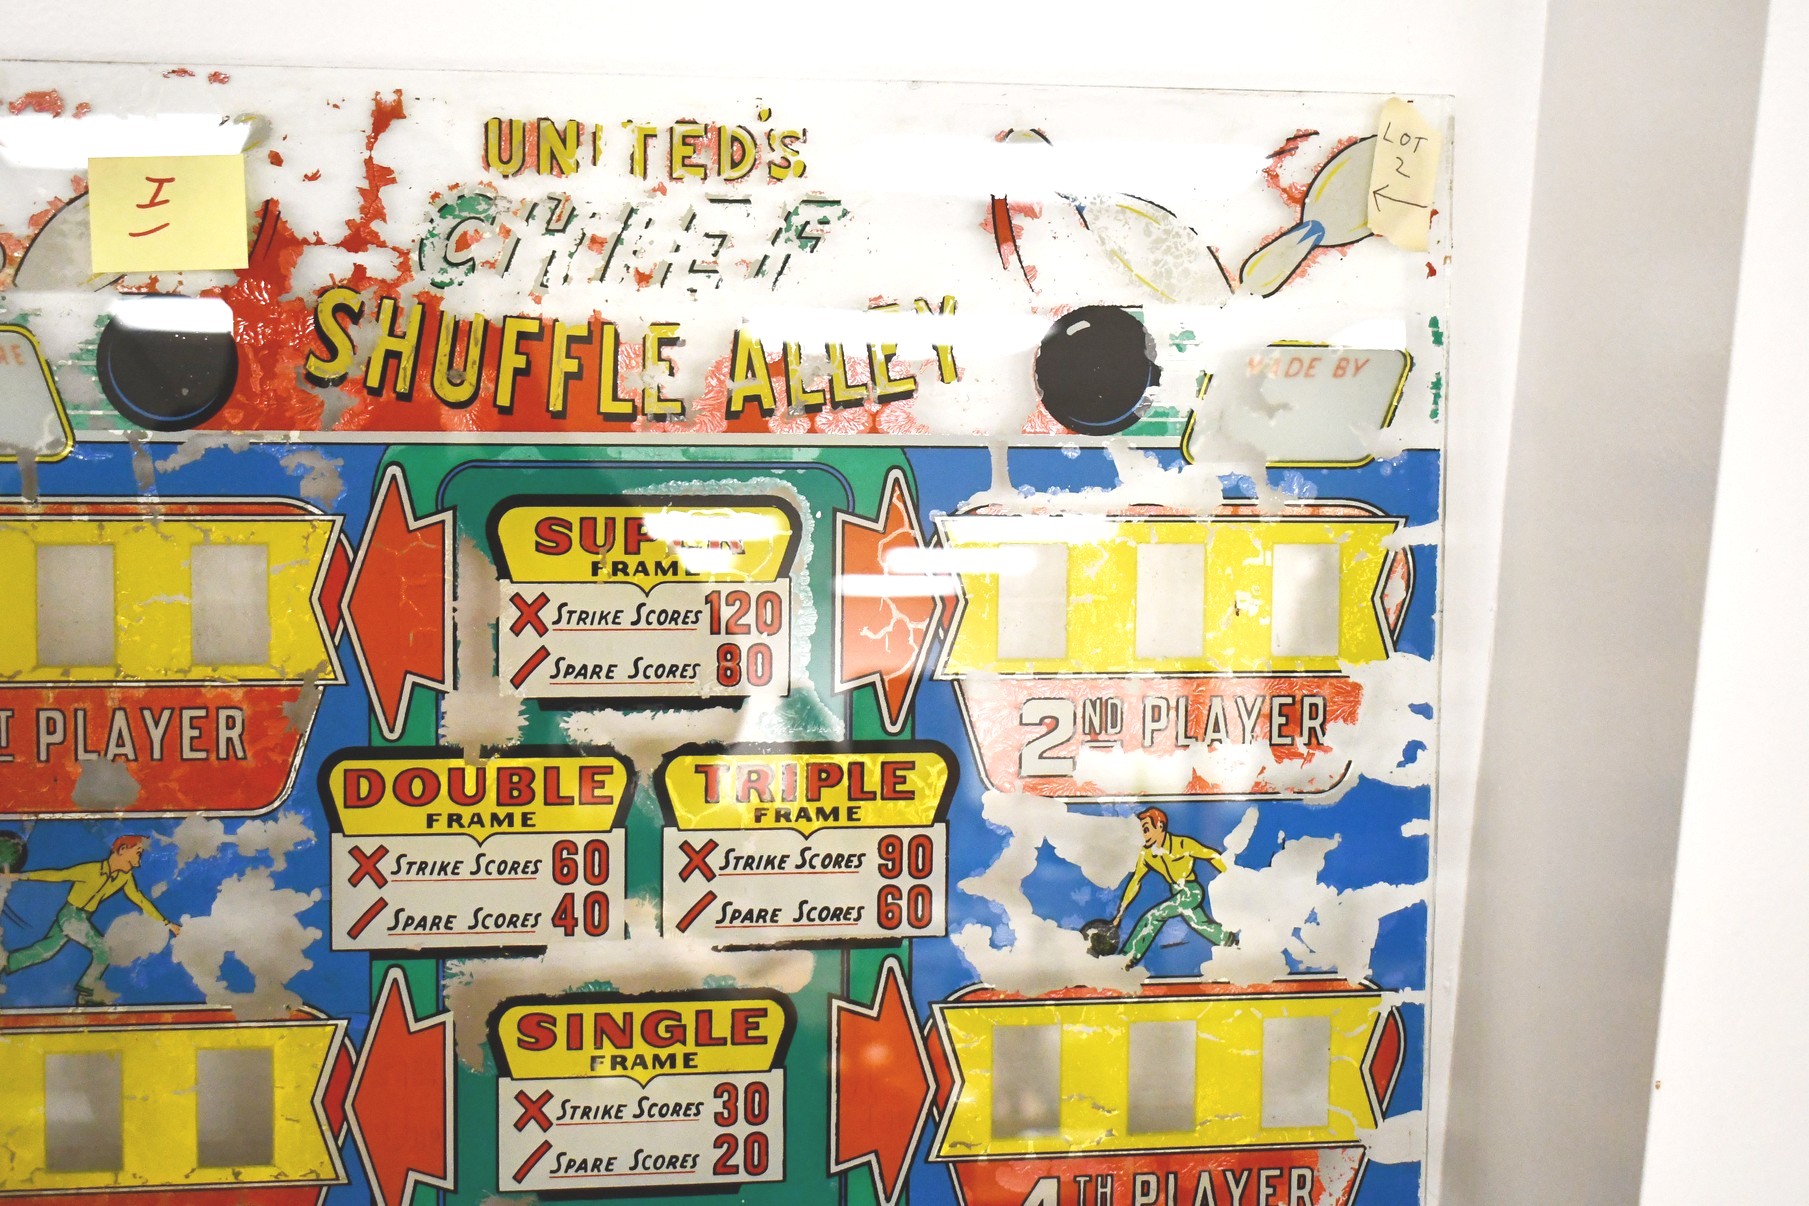 I
LOT
2
UNITED'S
CHIEF
SHUFFLE ALLEY
MADE BY
SUPER
FRAME
X STRIKE SCORES 120
/ SPARE SCORES 80
T PLAYER
2ND PLAYER
DOUBLE
FRAME
X STRIKE SCORES 60
/ SPARE SCORES 40
TRIPLE
FRAME
X STRIKE SCORES 90
/ SPARE SCORES 60
SINGLE
FRAME
X STRIKE SCORES 30
/ SPARE SCORES 20
4TH PLAYER